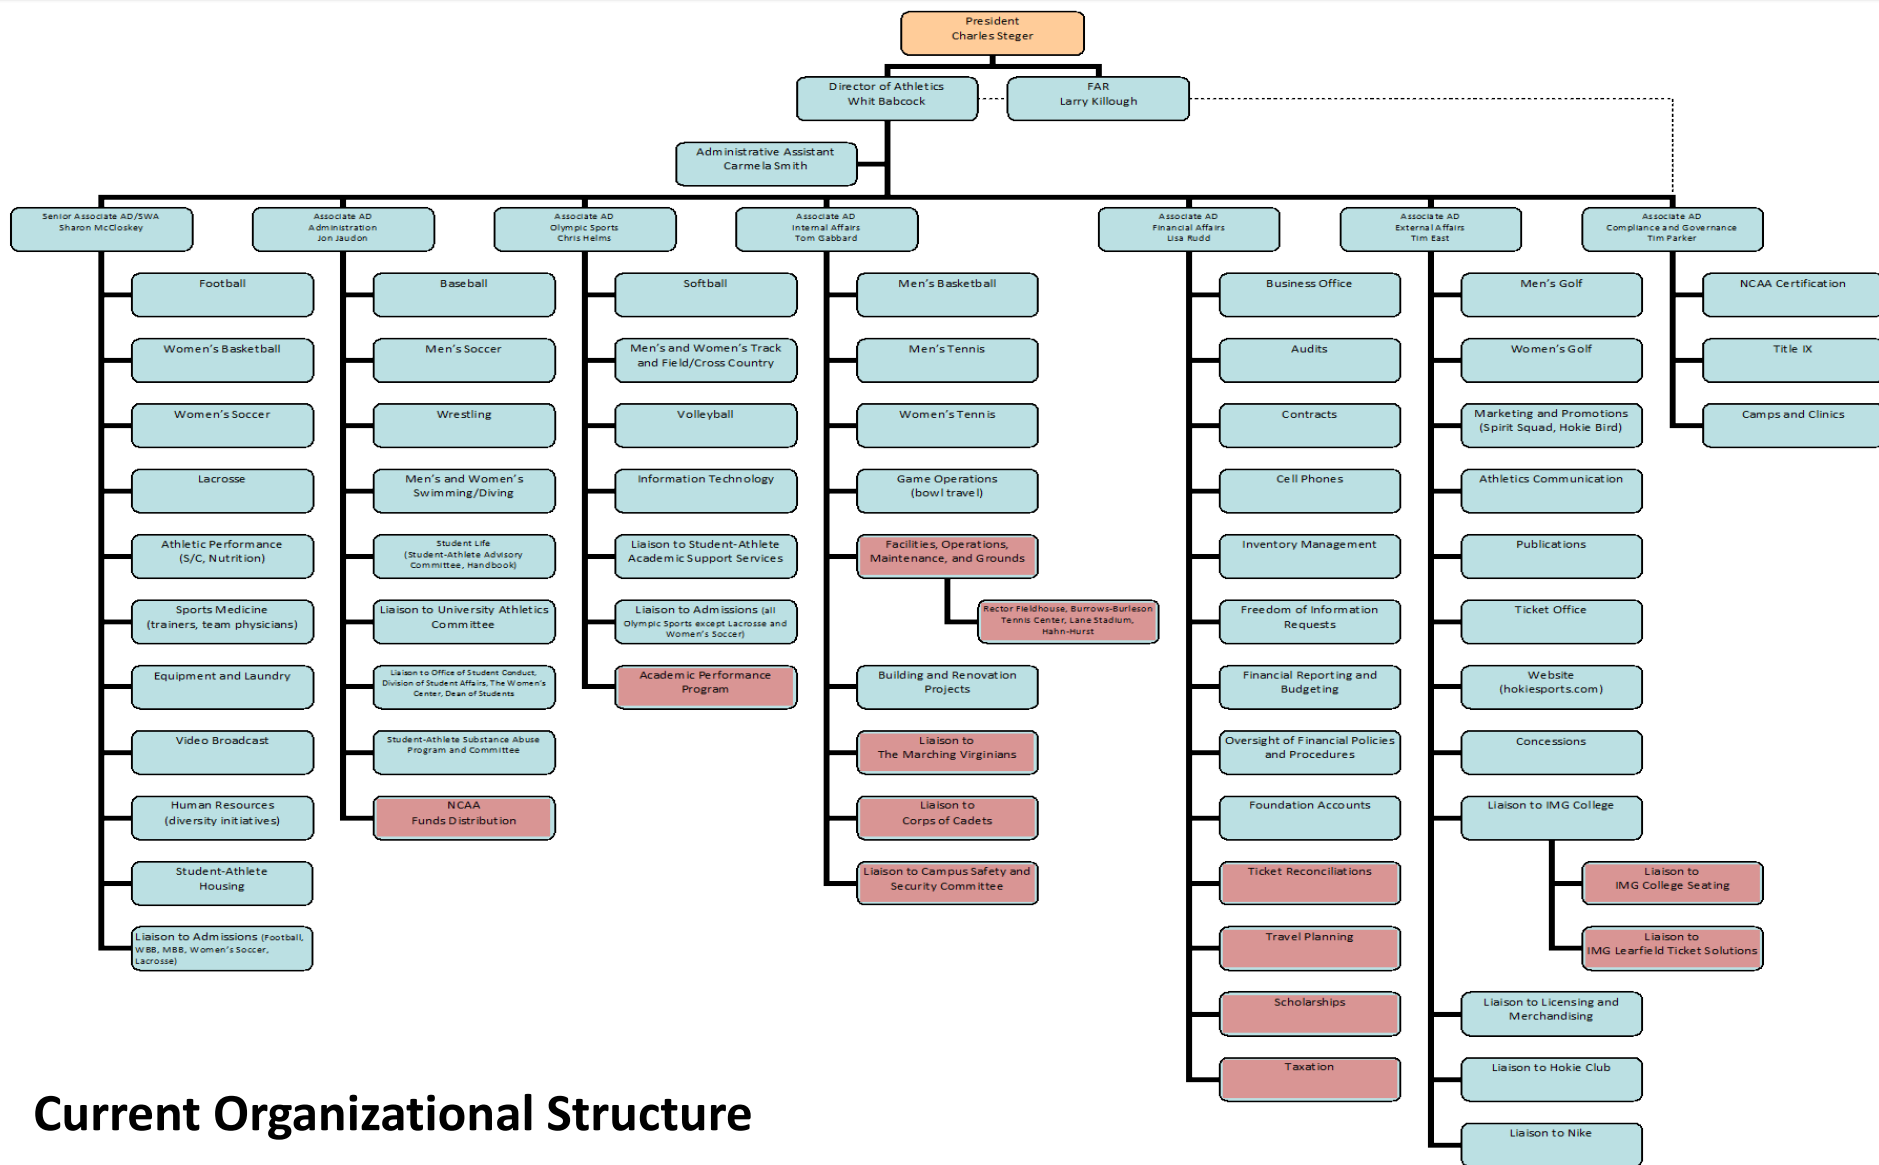 President
Charles Steger
Director of Athletics
Whit Babcock
FAR
Larry Killough
Administrative Assistant
Carmela Smith
Senior Associate AD/SWA
Sharon McCloskey
Associate AD
Administration
Jon Jaudon
Associate AD
Olympic Sports
Chris Helms
Associate AD
Internal Affairs
Tom Gabbard
Associate AD
Financial Affairs
Lisa Rudd
Associate AD
External Affairs
Tim East
Associate AD
Compliance and Governance
Tim Parker
Football
Women's Basketball
Women's Soccer
Lacrosse
Athletic Performance
(S/C, Nutrition)
Sports Medicine
(trainers, team physicians)
Equipment and Laundry
Video Broadcast
Human Resources
(diversity initiatives)
Student-Athlete
Housing
Liaison to Admissions (Football,
WBB, MBB, Women's Soccer,
Lacrosse)
Baseball
Men's Soccer
Wrestling
Men's and Women's
Swimming/Diving
Student Life
(Student-Athlete Advisory
Committee, Handbook)
Liaison to University Athletics
Committee
Liaison to Office of Student Conduct,
Division of Student Affairs, The Women's
Center, Dean of Students
Student-Athlete Substance Abuse
Program and Committee
NCAA
Funds Distribution
Softball
Men's and Women's Track
and Field/Cross Country
Volleyball
Information Technology
Liaison to Student-Athlete
Academic Support Services
Liaison to Admissions (all
Olympic Sports except Lacrosse and
Women's Soccer)
Academic Performance
Program
Men's Basketball
Men's Tennis
Women's Tennis
Game Operations
(bowl travel)
Facilities, Operations,
Maintenance, and Grounds
Rector Fieldhouse, Burrows-Burleson
Tennis Center, Lane Stadium,
Hahn-Hurst
Building and Renovation
Projects
Liaison to
The Marching Virginians
Liaison to
Corps of Cadets
Liaison to Campus Safety and
Security Committee
Business Office
Audits
Contracts
Cell Phones
Inventory Management
Freedom of Information
Requests
Financial Reporting and
Budgeting
Oversight of Financial Policies
and Procedures
Foundation Accounts
Ticket Reconciliations
Travel Planning
Scholarships
Taxation
Men's Golf
Women's Golf
Marketing and Promotions
(Spirit Squad, Hokie Bird)
Athletics Communication
Publications
Ticket Office
Website
(hokiesports.com)
Concessions
Liaison to IMG College
Liaison to
IMG College Seating
Liaison to
IMG Learfield Ticket Solutions
Liaison to Licensing and
Merchandising
Liaison to Hokie Club
Liaison to Nike
NCAA Certification
Title IX
Camps and Clinics
Current Organizational Structure